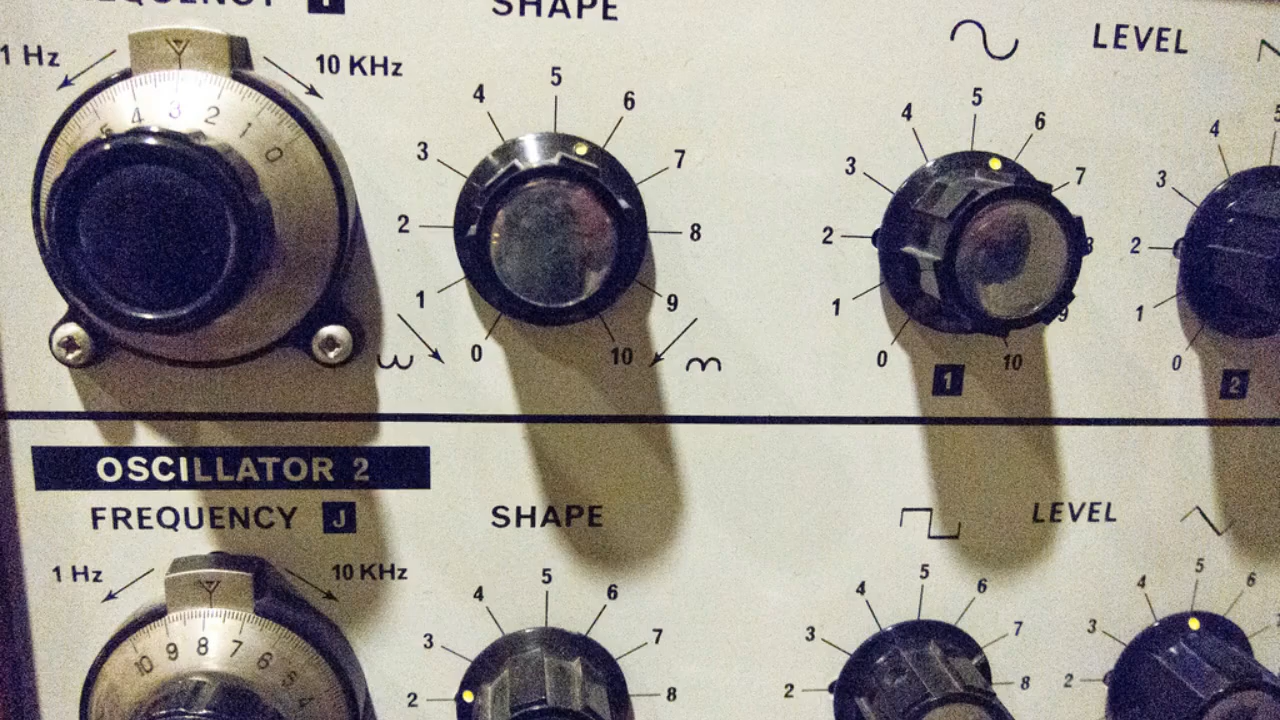 SHAPE
LEVEL
1 Hz
10 KHz
4 3 2 1 0
0 1 2 3 4 5 6 7 8 9 10
0 1 2 3 4 5 6 7 10
1
0 1 2 3 4
2
OSCILLATOR 2
FREQUENCY J
SHAPE
LEVEL
1 Hz
10 KHz
10 9 8 7 6 5 4
2 3 4 5 6 7 8
2 3 4 5 6 7 8
2 3 4 5 6